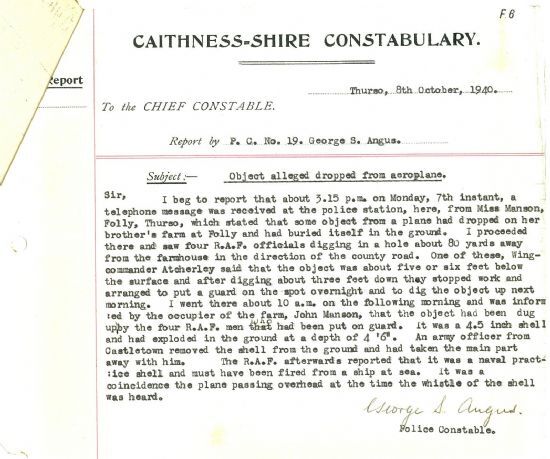 F6
CAITHNESS-SHIRE CONSTABULARY.
Report
Thurso, 8th October, 1940.
To the CHIEF CONSTABLE.
Report by P. C. No. 19. George S. Angus.
Subject:— Object alleged dropped from aeroplane.
Sir,
I beg to report that about 3.15 p.m. on Monday, 7th instant, a
telephone message was received at the police station, here, from Miss Manson,
Folly, Thurso, which stated that some object from a plane had dropped on her
brother's farm at Folly and had buried itself in the ground. I proceeded
there and saw four R.A.F. officials digging in a hole about 80 yards away
from the farmhouse in the direction of the county road. One of these, Wing-
commander Atcherley said that the object was about five or six feet below
the surface and after digging about three feet down they stopped work and
arranged to put a guard on the spot overnight and to dig the object up next
morning. I went there about 10 a.m. on the following morning and was inform
:ed by the occupier of the farm, John Manson, that the object had been dug
up by the four R.A.F. men who that had been put on guard. It was a 4.5 inch shell
and had exploded in the ground at a depth of 4 '6". An army officer from
Castletown removed the shell from the ground and had taken the main part
away with him. The R.A.F. afterwards reported that it was a naval pract-
:ice shell and must have been fired from a ship at sea. It was a
coincidence the plane passing overhead at the time the whistle of the shell
was heard.
George S. Angus.
Police Constable.